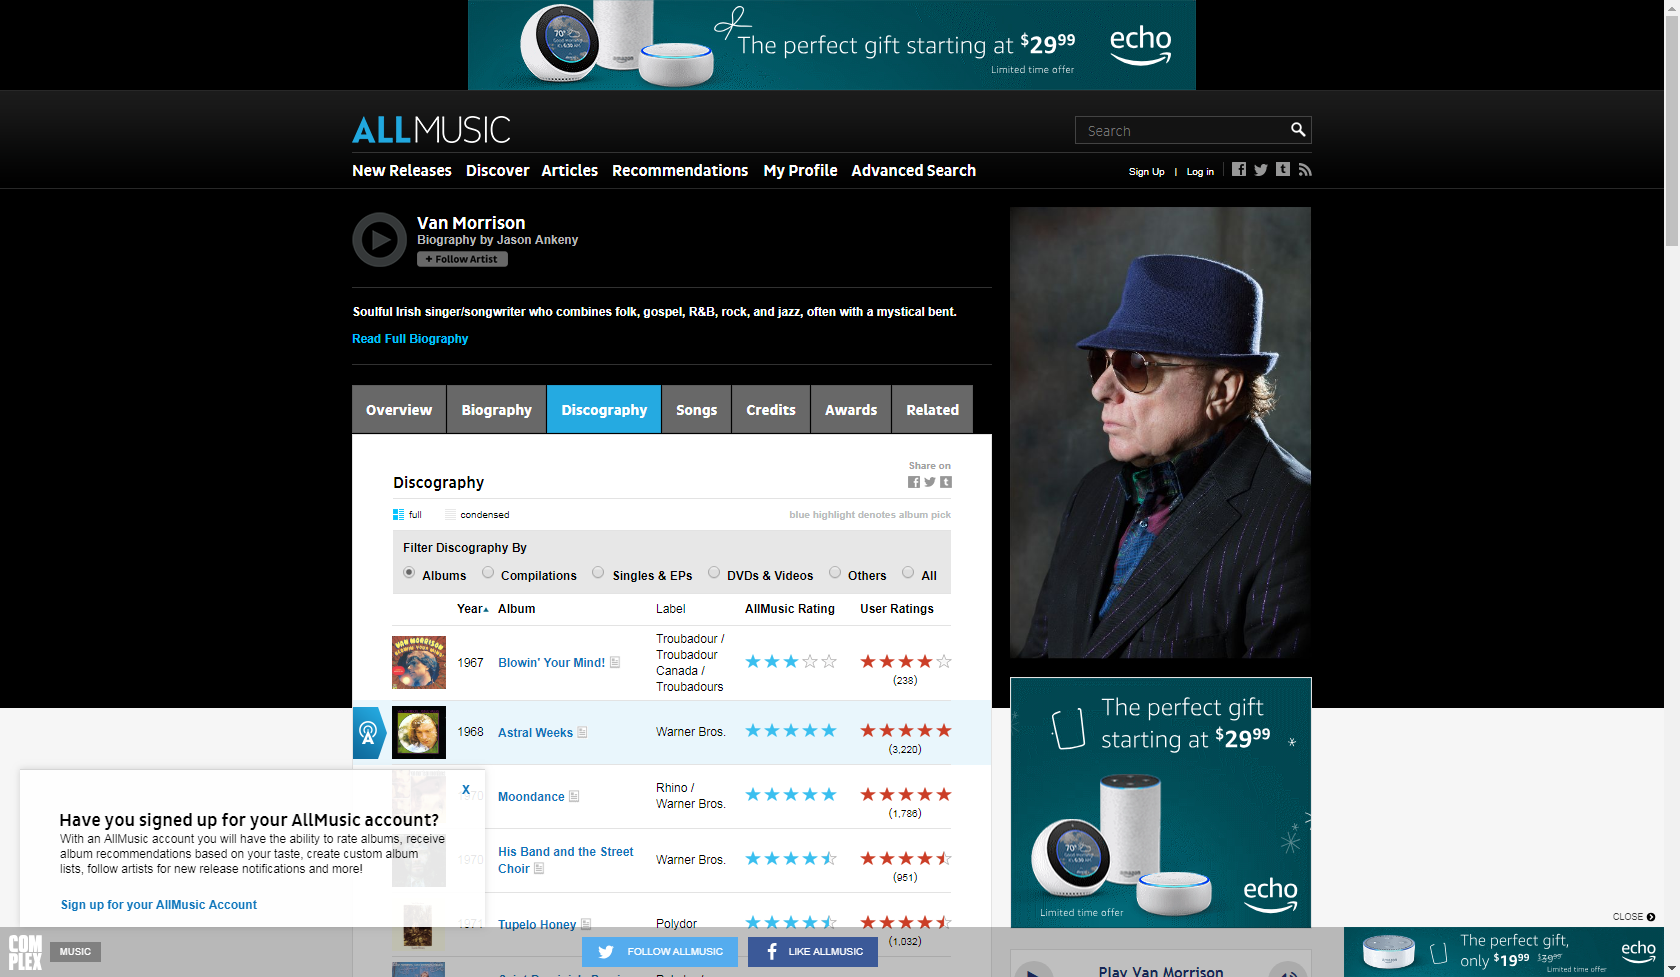 The perfect gift starting at $29.99
Limited time offer
echo
ALLMUSIC
Search
New Releases
Discover
Articles
Recommendations
My Profile
Advanced Search
Sign Up | Log in
Van Morrison
Biography by Jason Ankeny
+ Follow Artist
Soulful Irish singer/songwriter who combines folk, gospel, R&B, rock, and jazz, often with a mystical bent.
Read Full Biography
Overview
Biography
Discography
Songs
Credits
Awards
Related
Share on
Discography
full
condensed
blue highlight denotes album pick
Filter Discography By
Albums
Compilations
Singles & EPs
DVDs & Videos
Others
All
Year
Album
Label
AllMusic Rating
User Ratings
1967
Blowin' Your Mind!
Troubadour /
Troubadour
Canada /
Troubadours
(238)
1968
Astral Weeks
Warner Bros.
(3,220)
1970
Moondance
Rhino /
Warner Bros.
(1,786)
1970
His Band and the Street
Choir
Warner Bros.
(951)
1971
Tupelo Honey
Polydor
(1,032)
X
Have you signed up for your AllMusic account?
With an AllMusic account you will have the ability to rate albums, receive
album recommendations based on your taste, create custom album
lists, follow artists for new release notifications and more!
Sign up for your AllMusic Account
The perfect gift
starting at $29.99
echo
Limited time offer
CLOSE
COMPLEX
MUSIC
FOLLOW ALLMUSIC
LIKE ALLMUSIC
Play Van Morrison
The perfect gift,
only $19.99
Limited time offer
echo